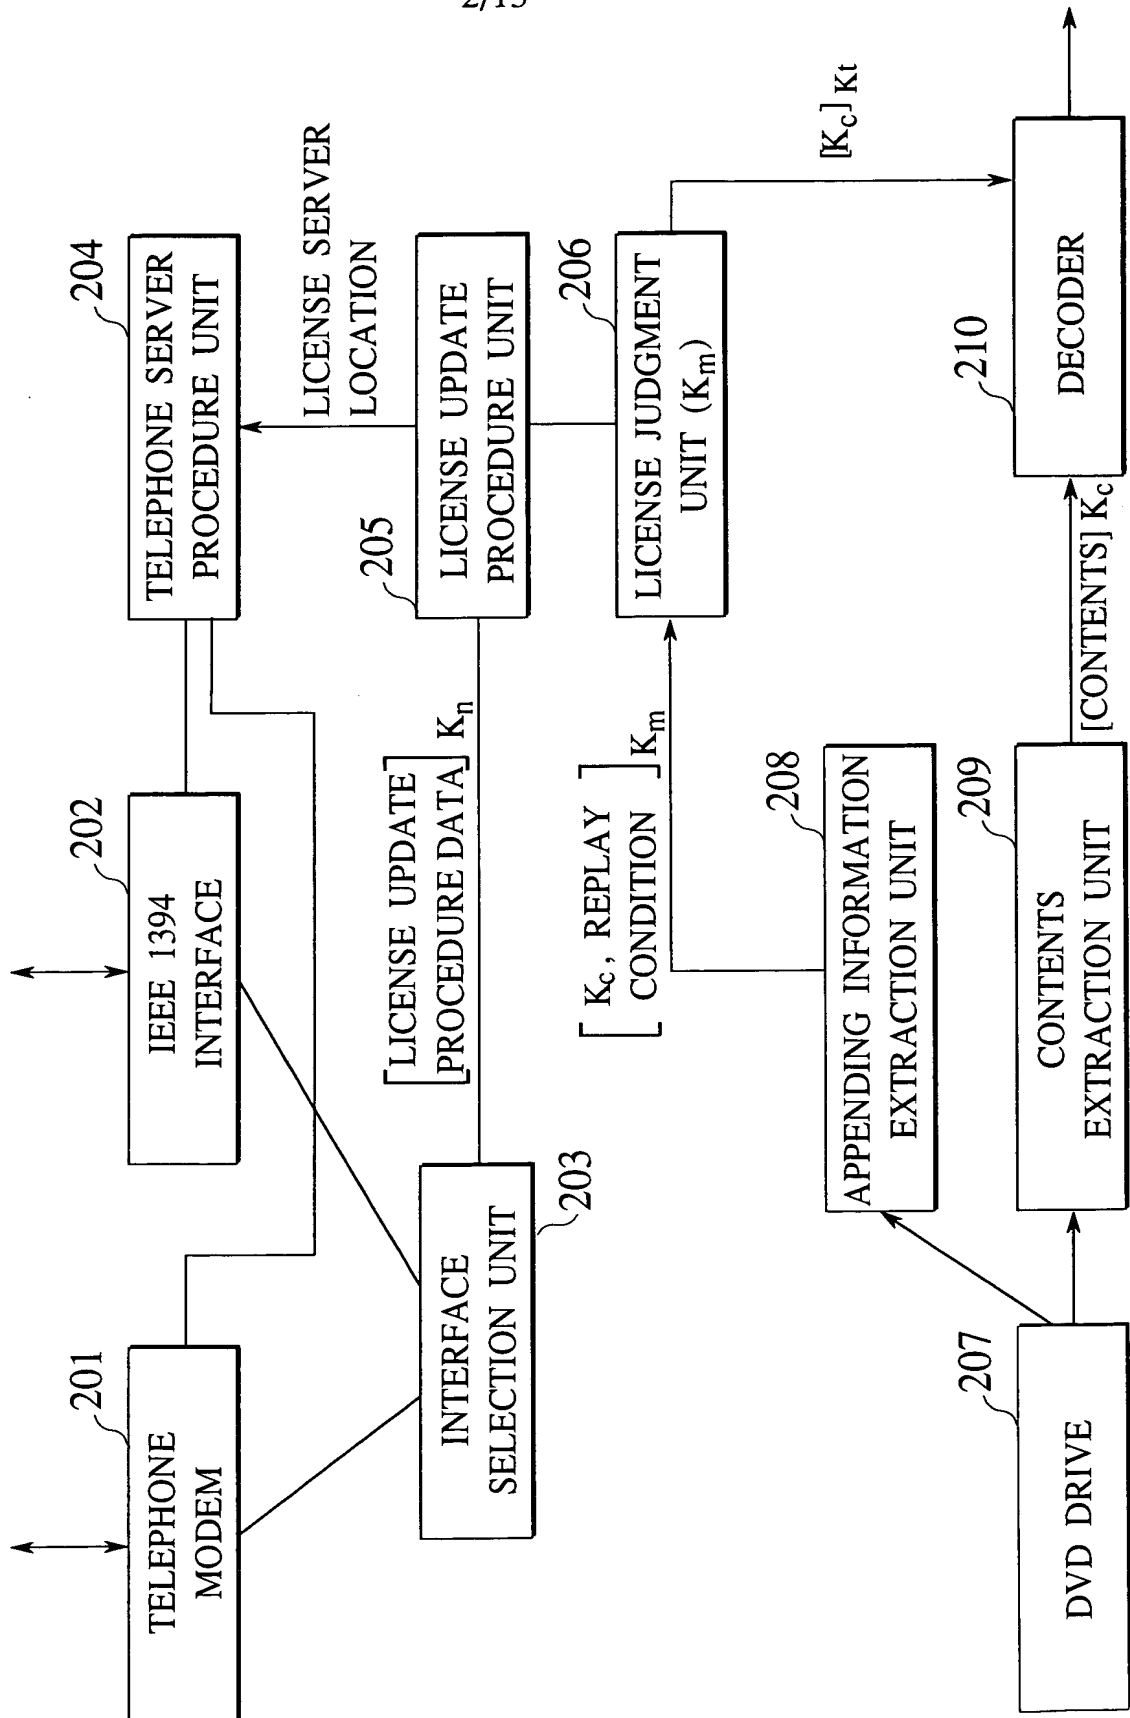 2/13
201
TELEPHONE
MODEM
202
IEEE 1394
INTERFACE
204
TELEPHONE SERVER
PROCEDURE UNIT
LICENSE SERVER
LOCATION
INTERFACE
SELECTION UNIT
203
[LICENSE UPDATE
PROCEDURE DATA] Kn
205
LICENSE UPDATE
PROCEDURE UNIT
[Kc, REPLAY
CONDITION] Km
206
LICENSE JUDGMENT
UNIT (Km)
[Kc] Kt
208
APPENDING INFORMATION
EXTRACTION UNIT
207
DVD DRIVE
209
CONTENTS
EXTRACTION UNIT
[CONTENTS] Kc
210
DECODER